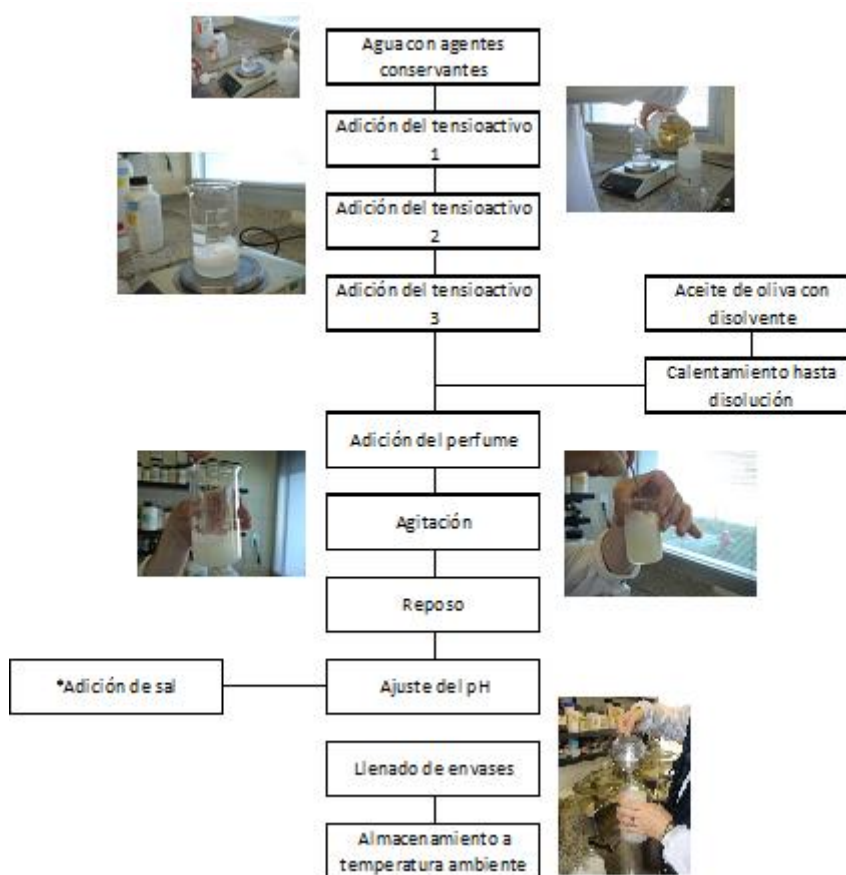 Agua con agentes
conservantes
Adición del tensioactivo
1
Adición del tensioactivo
2
Adición del tensioactivo
3
Aceite de oliva con
disolvente
Calentamiento hasta
disolución
Adición del perfume
Agitación
Reposo
*Adición de sal
Ajuste del pH
Llenado de envases
Almacenamiento a
temperatura ambiente